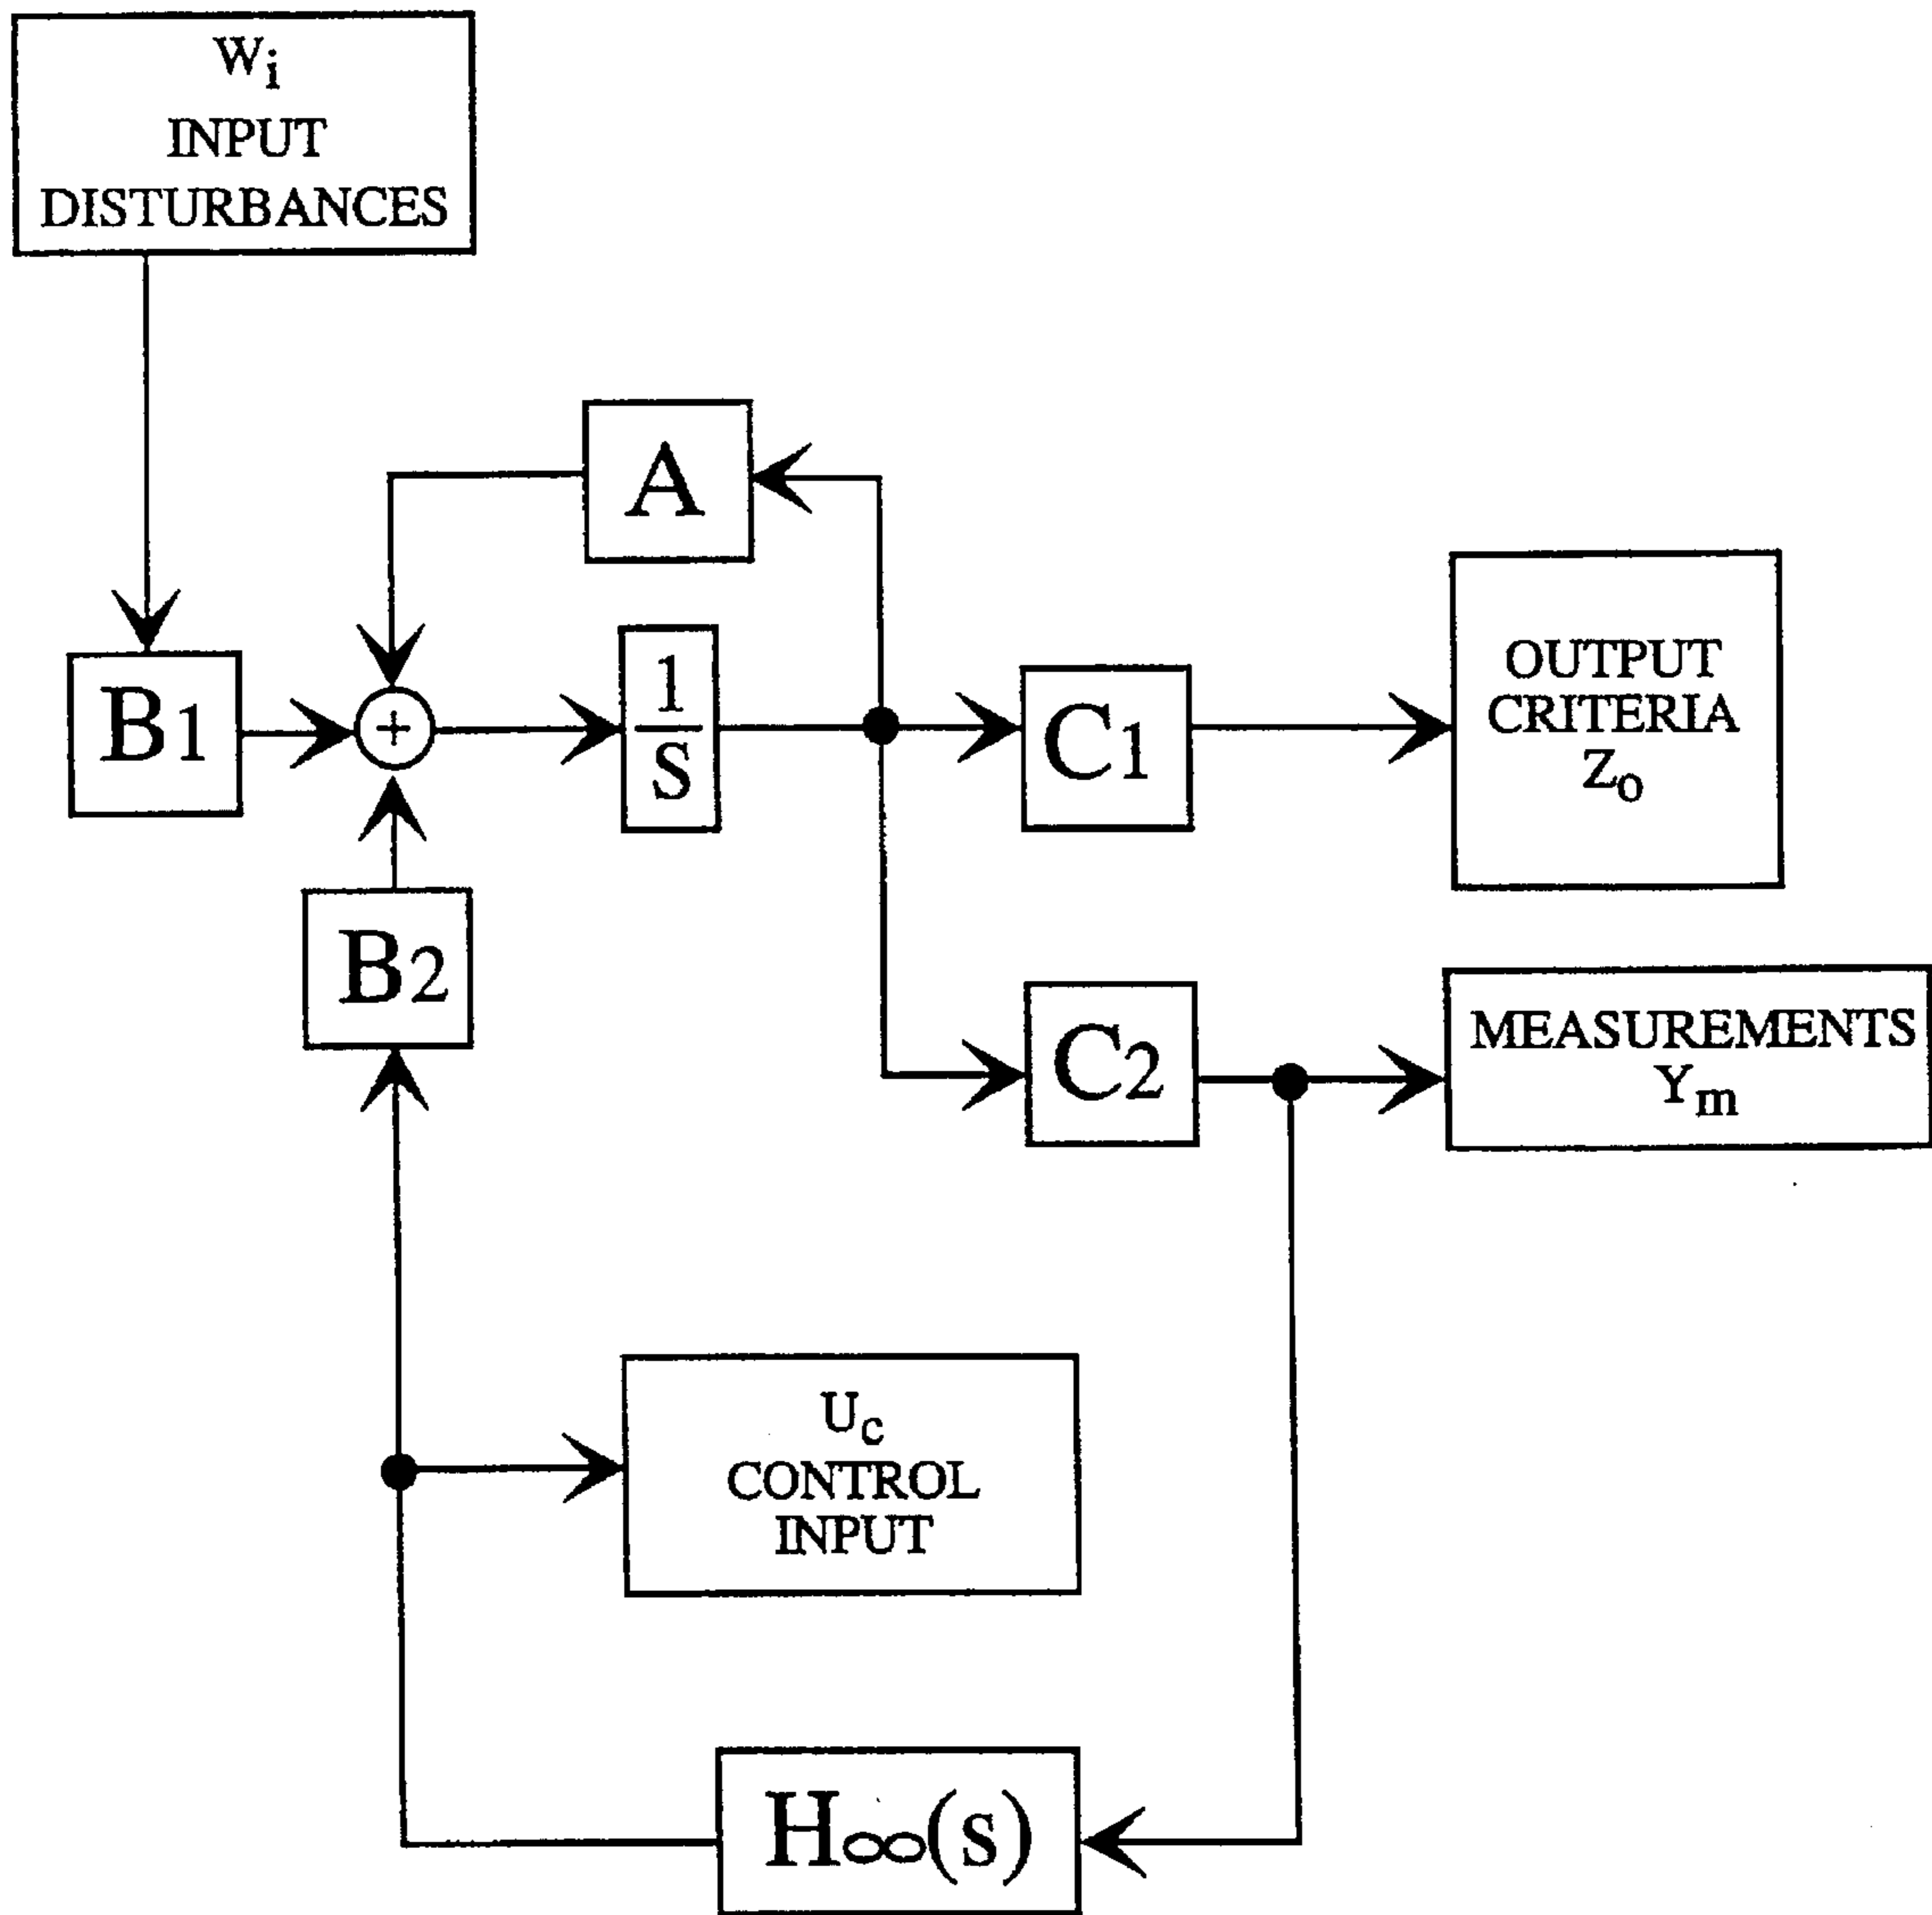 Wi
INPUT
DISTURBANCES
A
B1
+
1
S
C1
OUTPUT
CRITERIA
Zo
B2
C2
MEASUREMENTS
Ym
Uc
CONTROL
INPUT
H∞(s)